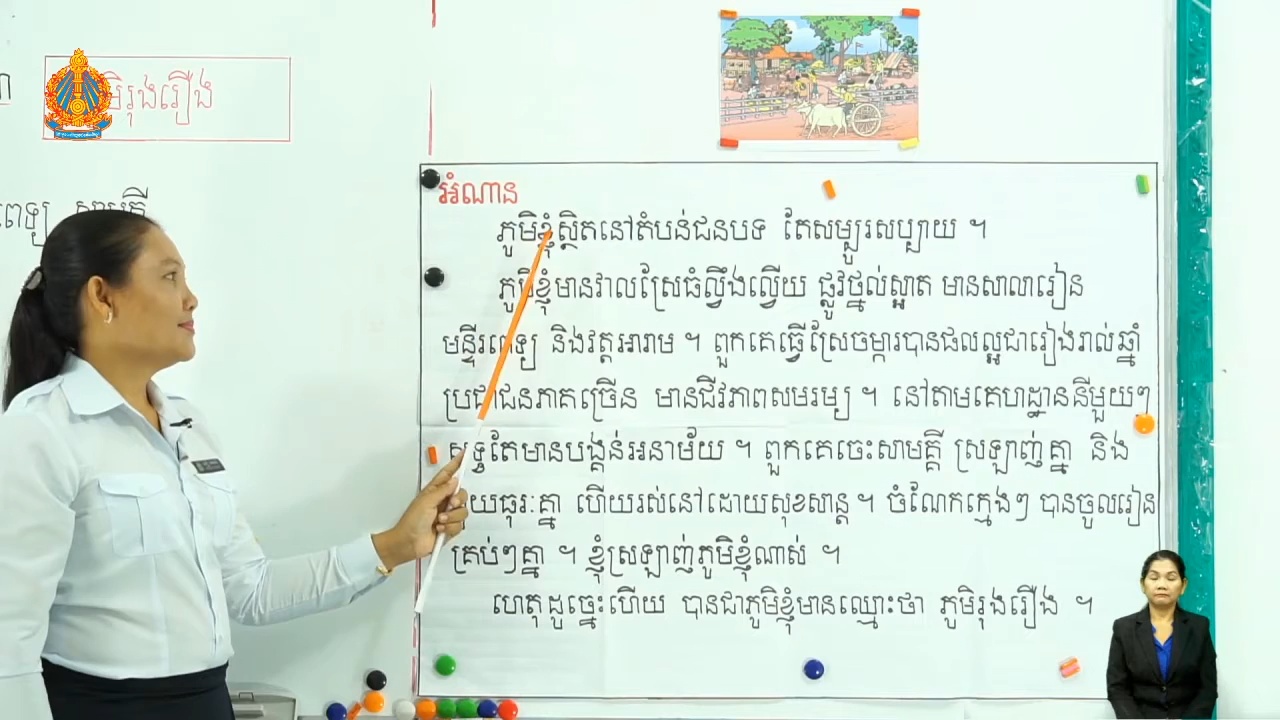 មិរុងរឿង
ពេទ្យ សាមគ្គី
អំណាន
ភូមិខ្ញុំស្ថិតនៅតំបន់ជនបទ តែសម្បូរសប្បាយ ។
ភូមិខ្ញុំមានវាលស្រែធំល្វឹងល្វើយ ផ្លូវថ្នល់ស្អាត មានសាលារៀន
មន្ទីរពេទ្យ និងវត្តអារាម ។ ពួកគេធ្វើស្រែចម្ការបានផលល្អជារៀងរាល់ឆ្នាំ
ប្រជាជនភាគច្រើន មានជីវភាពសមរម្យ ។ នៅតាមគេហដ្ឋាននីមួយៗ
សុទ្ធតែមានបង្គន់អនាម័យ ។ ពួកគេចេះសាមគ្គី ស្រឡាញ់គ្នា និង
ជួយធុរៈគ្នា ហើយរស់នៅដោយសុខសាន្ត ។ ចំណែកក្មេងៗ បានចូលរៀន
គ្រប់ៗគ្នា ។ ខ្ញុំស្រឡាញ់ភូមិខ្ញុំណាស់ ។
ហេតុដូច្នេះហើយ បានជាភូមិខ្ញុំមានឈ្មោះថា ភូមិរុងរឿង ។